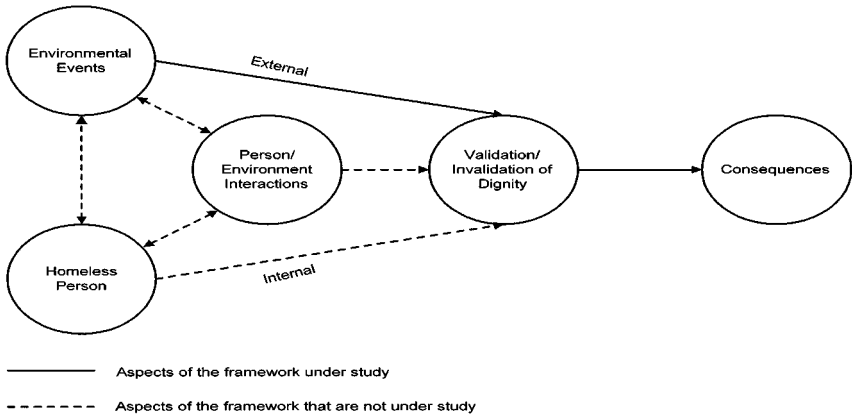 Environmental
Events
External
Person/
Environment
Interactions
Validation/
Invalidation of
Dignity
Consequences
Homeless
Person
Internal
Aspects of the framework under study
Aspects of the framework that are not under study